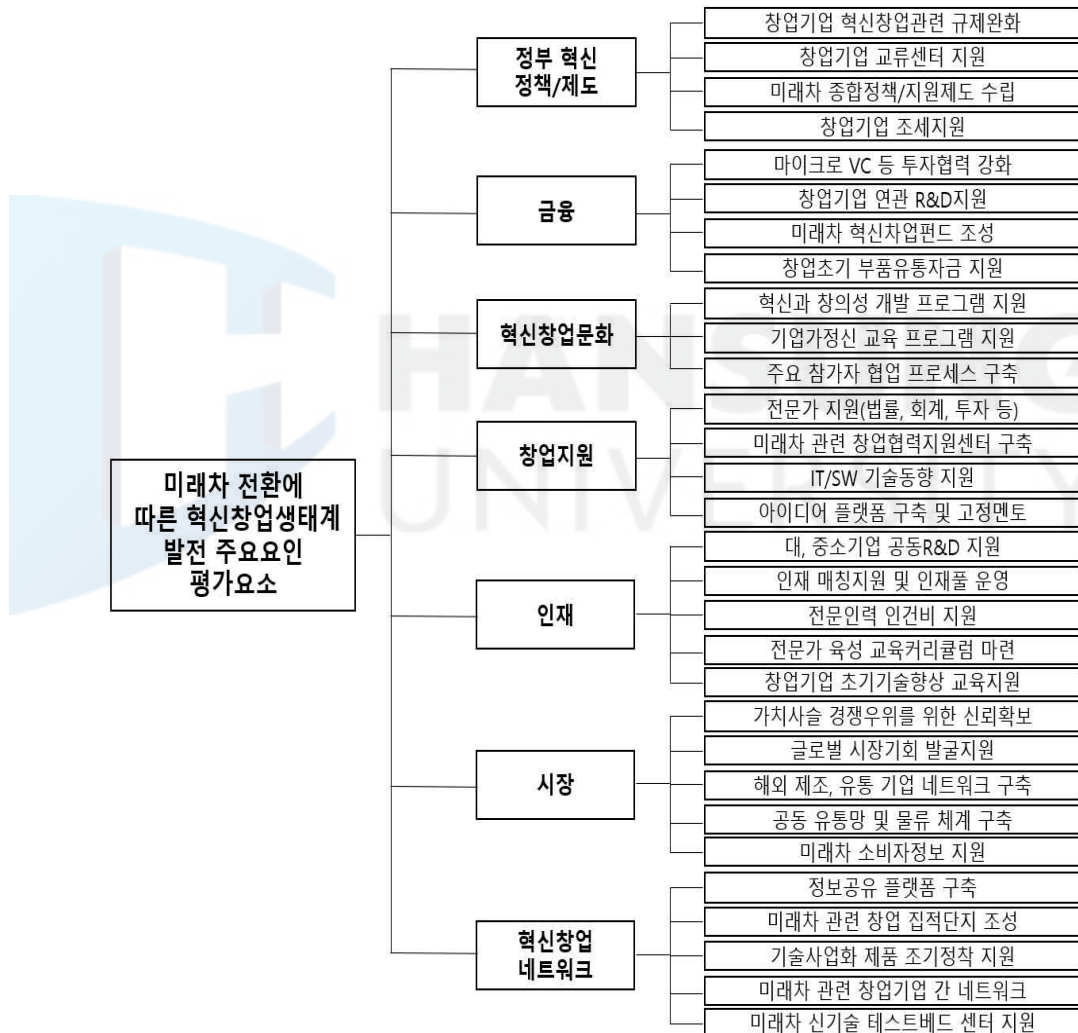 창업기업 혁신창업관련 규제완화
정부 혁신
정책/제도
창업기업 교류센터 지원
미래차 종합정책/지원제도 수립
창업기업 조세지원
마이크로 VC 등 투자협력 강화
금융
창업기업 연관 R&D지원
미래차 혁신차업펀드 조성
창업초기 부품유통자금 지원
혁신과 창의성 개발 프로그램 지원
혁신창업문화
기업가정신 교육 프로그램 지원
주요 참가자 협업 프로세스 구축
전문가 지원(법률, 회계, 투자 등)
창업지원
미래차 관련 창업협력지원센터 구축
IT/SW 기술동향 지원
아이디어 플랫폼 구축 및 고정멘토
미래차 전환에
따른 혁신창업생태계
발전 주요요인
평가요소
대, 중소기업 공동R&D 지원
인재
인재 매칭지원 및 인재풀 운영
전문인력 인건비 지원
전문가 육성 교육커리큘럼 마련
창업기업 초기기술향상 교육지원
가치사슬 경쟁우위를 위한 신뢰확보
시장
글로벌 시장기회 발굴지원
해외 제조, 유통 기업 네트워크 구축
공동 유통망 및 물류 체계 구축
미래차 소비자정보 지원
정보공유 플랫폼 구축
혁신창업
네트워크
미래차 관련 창업 집적단지 조성
기술사업화 제품 조기정착 지원
미래차 관련 창업기업 간 네트워크
미래차 신기술 테스트베드 센터 지원
HANSUNG
UNIVERSITY